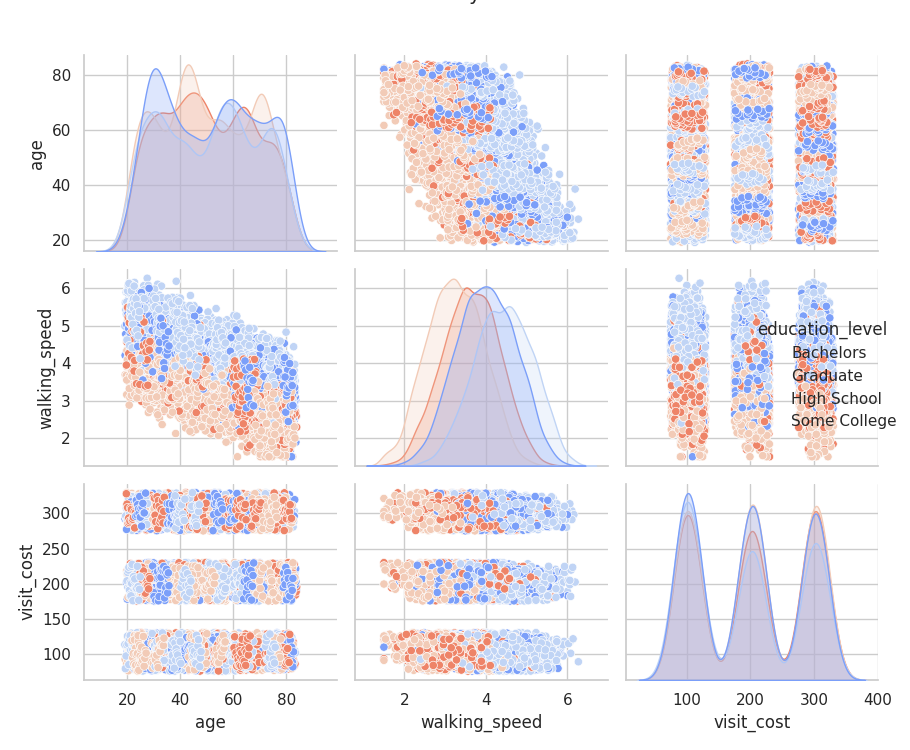 80
60
40
20
age
6
5
4
3
2
walking_speed
education_level
Bachelors
Graduate
High School
Some College
300
250
200
150
100
visit_cost
20 40 60 80
2 4 6
100 200 300 400
age
walking_speed
visit_cost